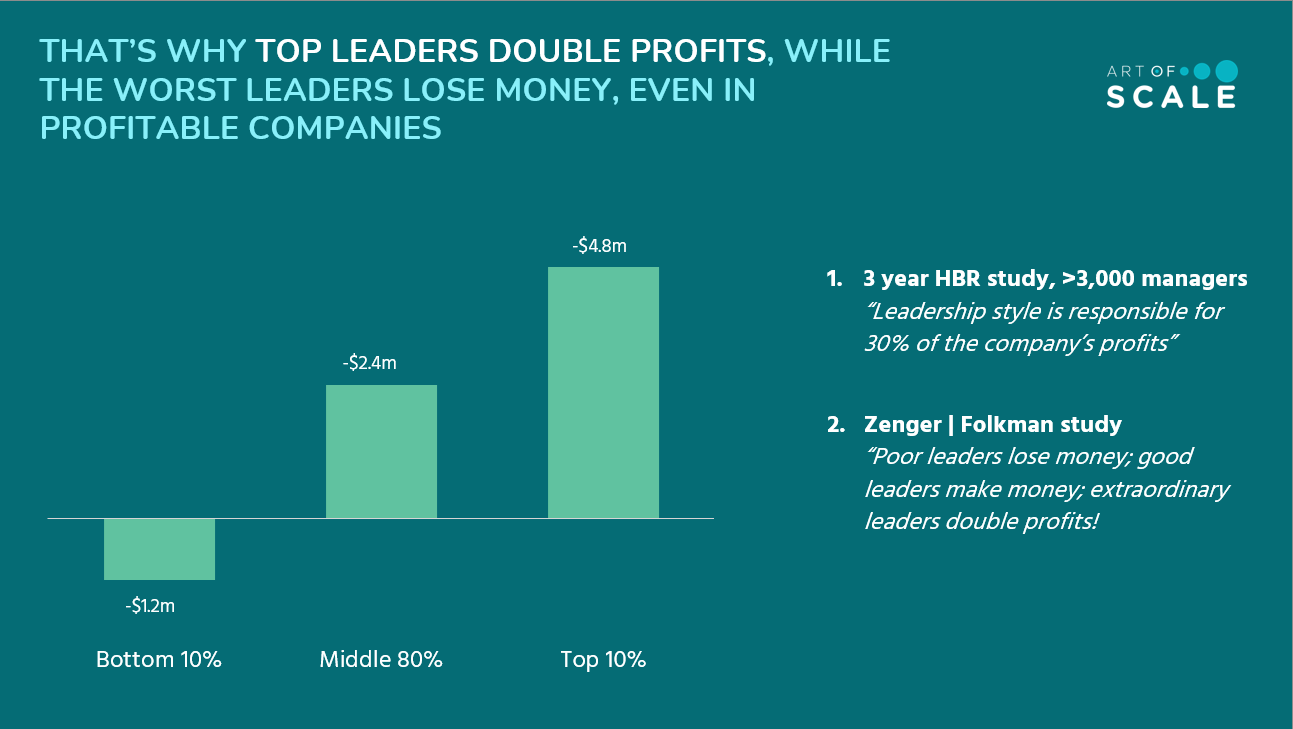 THAT'S WHY TOP LEADERS DOUBLE PROFITS, WHILE
THE WORST LEADERS LOSE MONEY, EVEN IN
PROFITABLE COMPANIES
ART OF
SCALE
-$4.8m
-$2.4m
-$1.2m
Bottom 10%
Middle 80%
Top 10%
1. 3 year HBR study, >3,000 managers
“Leadership style is responsible for
30% of the company’s profits”
2. Zenger | Folkman study
“Poor leaders lose money; good
leaders make money; extraordinary
leaders double profits!